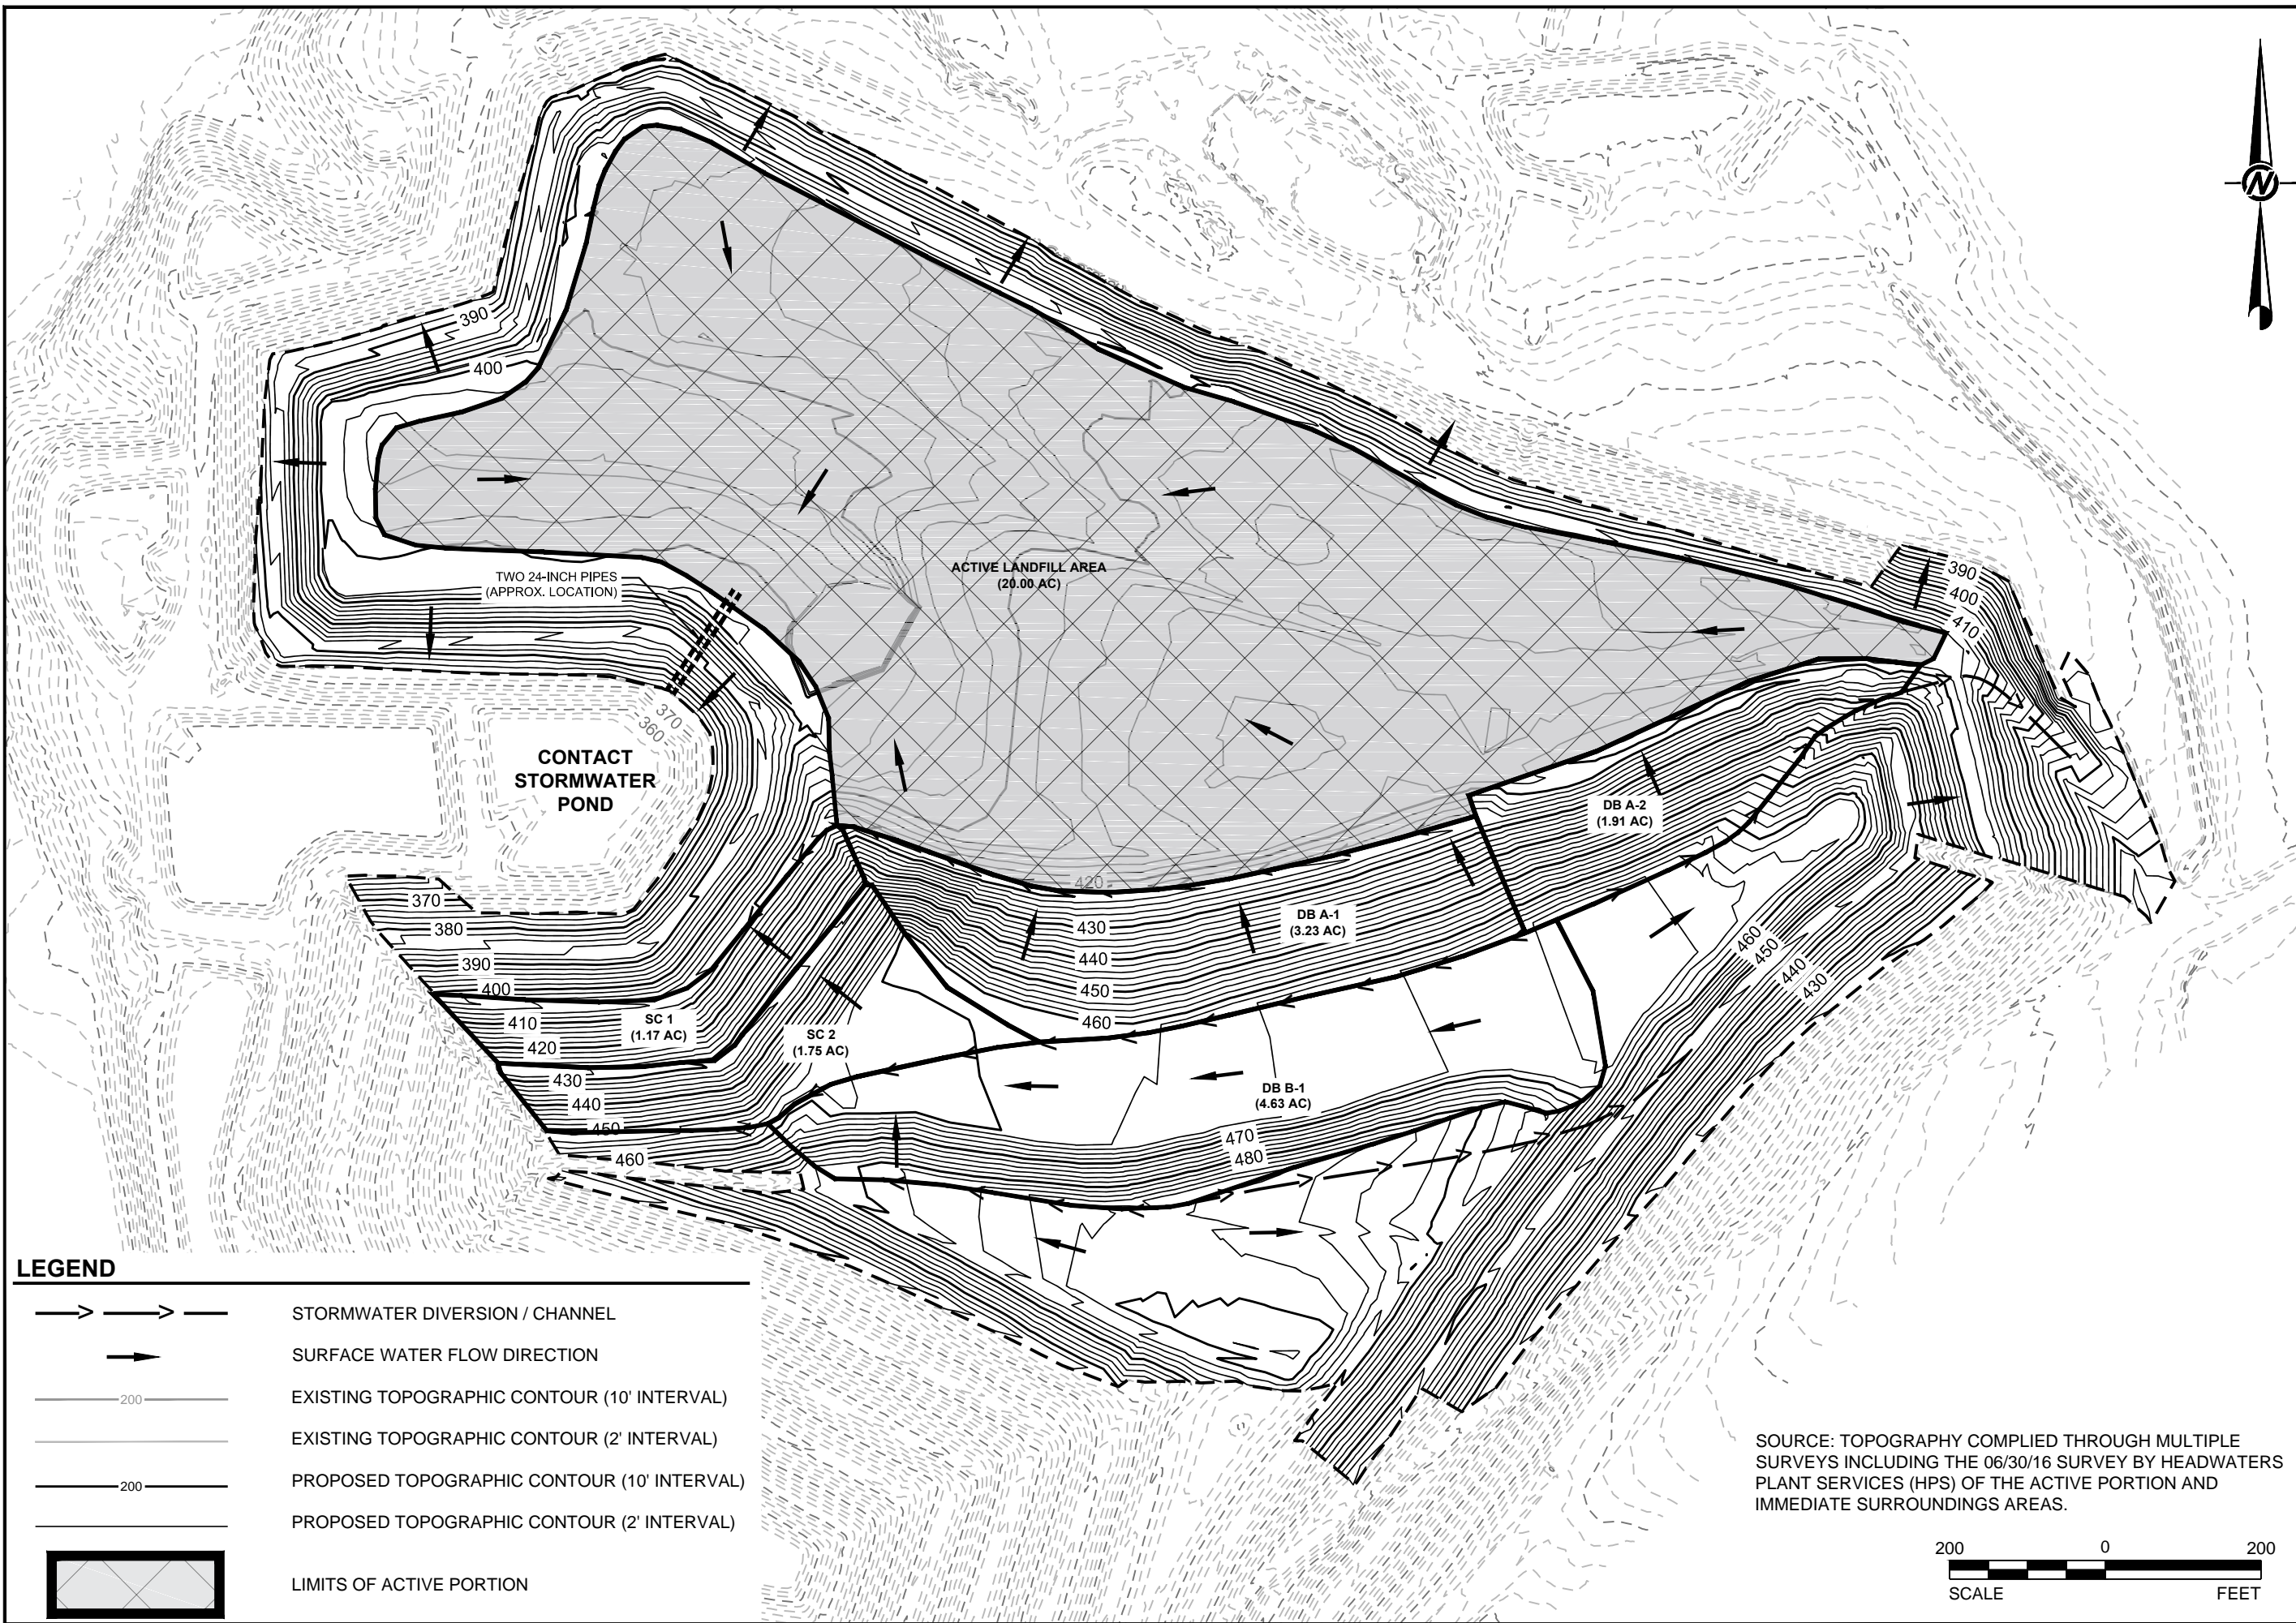 N
390
400
TWO 24-INCH PIPES
(APPROX. LOCATION)
ACTIVE LANDFILL AREA
(20.00 AC)
390
400
410
370
360
CONTACT
STORMWATER
POND
DB A-2
(1.91 AC)
420
370
380
390
400
410
420
430
440
450
460
SC 1
(1.17 AC)
SC 2
(1.75 AC)
430
440
450
460
DB A-1
(3.23 AC)
460
450
440
430
DB B-1
(4.63 AC)
470
480
LEGEND
STORMWATER DIVERSION / CHANNEL
SURFACE WATER FLOW DIRECTION
200
EXISTING TOPOGRAPHIC CONTOUR (10' INTERVAL)
EXISTING TOPOGRAPHIC CONTOUR (2' INTERVAL)
200
PROPOSED TOPOGRAPHIC CONTOUR (10' INTERVAL)
PROPOSED TOPOGRAPHIC CONTOUR (2' INTERVAL)
LIMITS OF ACTIVE PORTION
SOURCE: TOPOGRAPHY COMPLIED THROUGH MULTIPLE
SURVEYS INCLUDING THE 06/30/16 SURVEY BY HEADWATERS
PLANT SERVICES (HPS) OF THE ACTIVE PORTION AND
IMMEDIATE SURROUNDINGS AREAS.
200 0 200
SCALE FEET